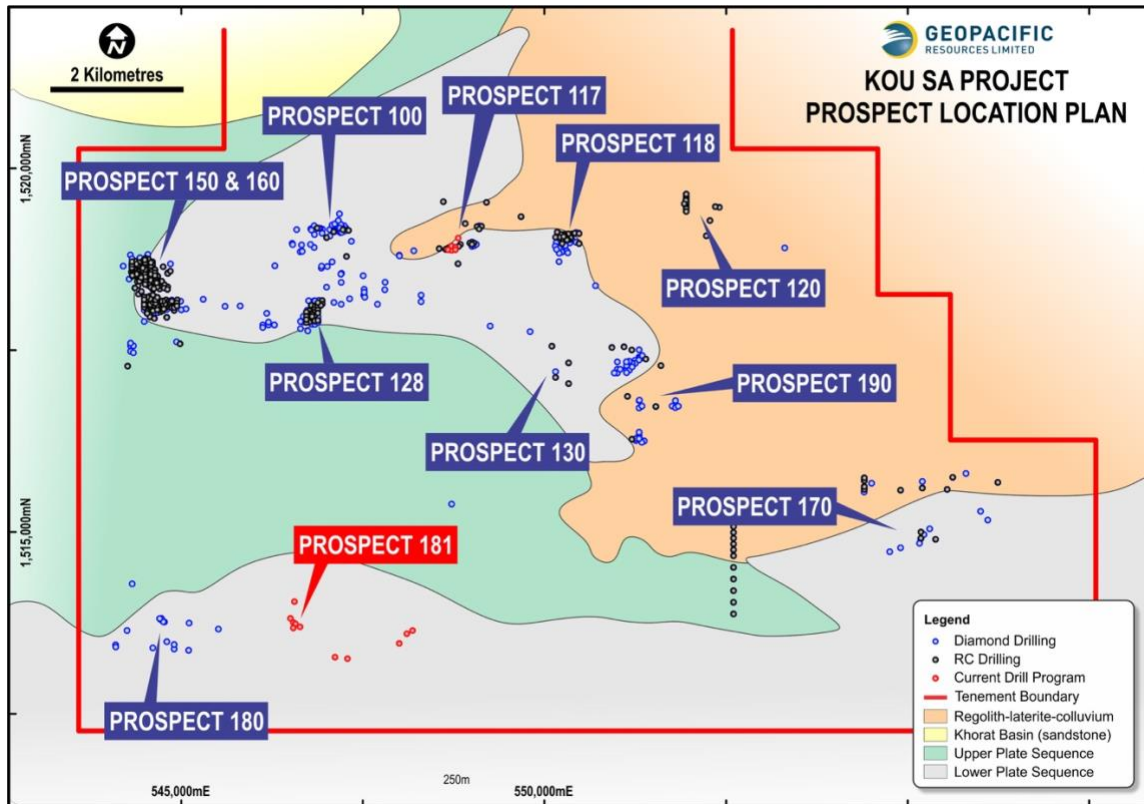 N
2 Kilometres
GEOPACIFIC
RESOURCES LIMITED
KOU SA PROJECT
PROSPECT LOCATION PLAN
PROSPECT 117
PROSPECT 100
PROSPECT 118
1,520,000mN
PROSPECT 150 & 160
PROSPECT 120
PROSPECT 128
PROSPECT 190
PROSPECT 130
PROSPECT 170
1,515,000mN
PROSPECT 181
PROSPECT 180
Legend
Diamond Drilling
RC Drilling
Current Drill Program
Tenement Boundary
Regolith-laterite-colluvium
Khorat Basin (sandstone)
Upper Plate Sequence
Lower Plate Sequence
250m
545,000mE
550,000mE